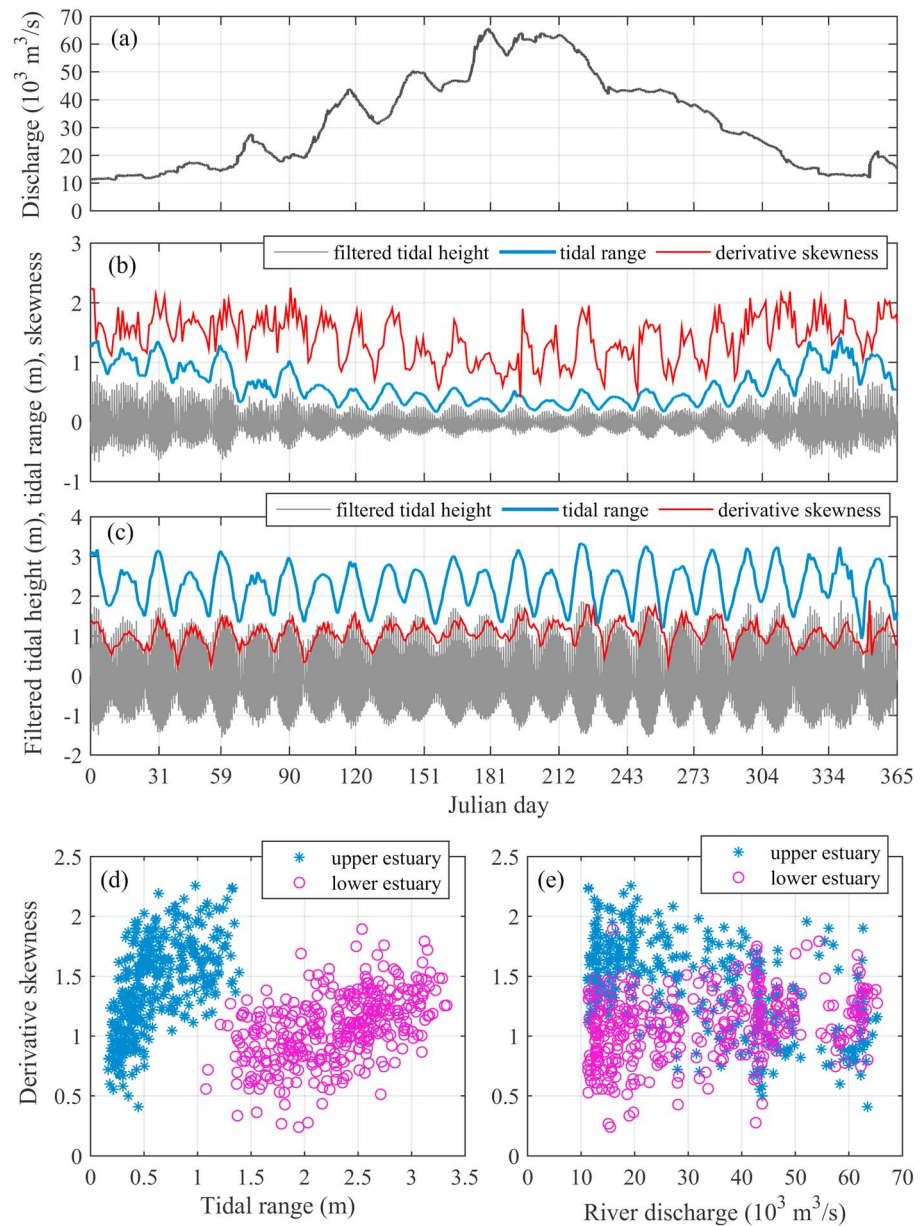 (a)
Discharge (10³ m³/s)
70
60
50
40
30
20
10
0
(b)
filtered tidal height tidal range derivative skewness
3
2
1
0
-1
Filtered tidal height (m), tidal range (m), skewness
(c)
filtered tidal height tidal range derivative skewness
4
3
2
1
0
-1
-2
0 31 59 90 120 151 181 212 243 273 304 334 365
Julian day
(d)
upper estuary
lower estuary
Derivative skewness
2.5
2
1.5
1
0.5
0
0 0.5 1 1.5 2 2.5 3 3.5
Tidal range (m)
(e)
upper estuary
lower estuary
2.5
2
1.5
1
0.5
0
0 10 20 30 40 50 60 70
River discharge (10³ m³/s)